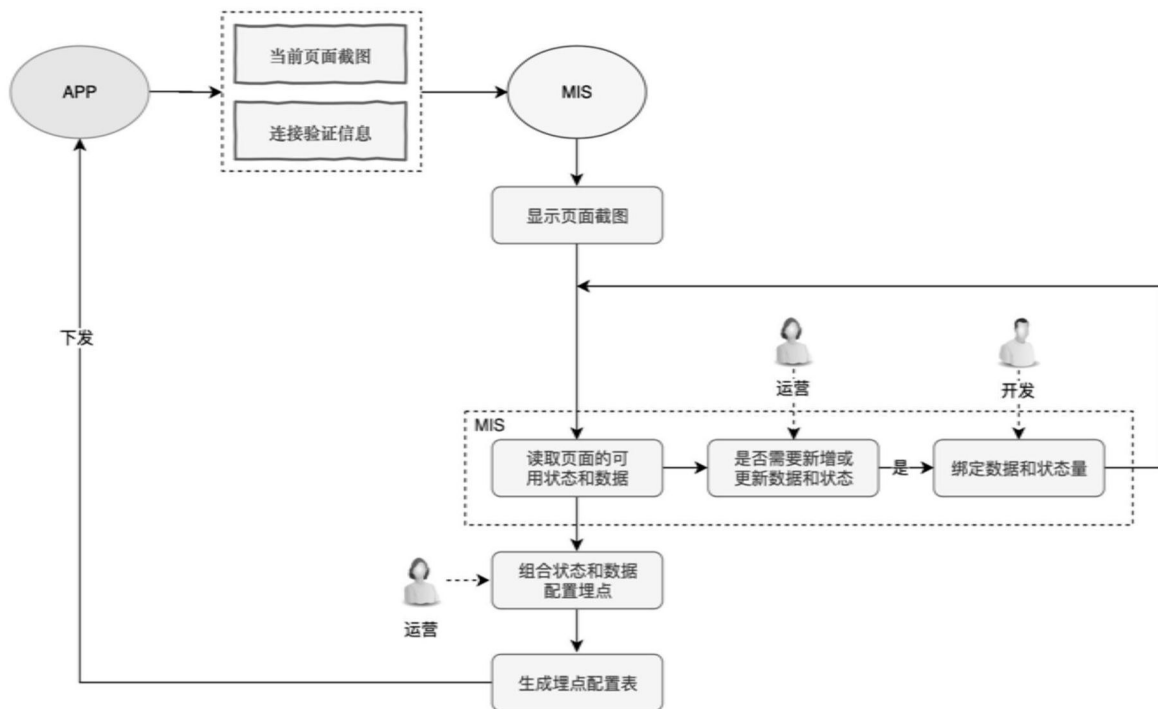 当前页面截图
APP
MIS
连接验证信息
显示页面截图
下发
运营
开发
MIS
读取页面的可
用状态和数据
是否需要新增或
更新数据和状态
是
绑定数据和状态量
组合状态和数据
配置埋点
运营
生成埋点配置表